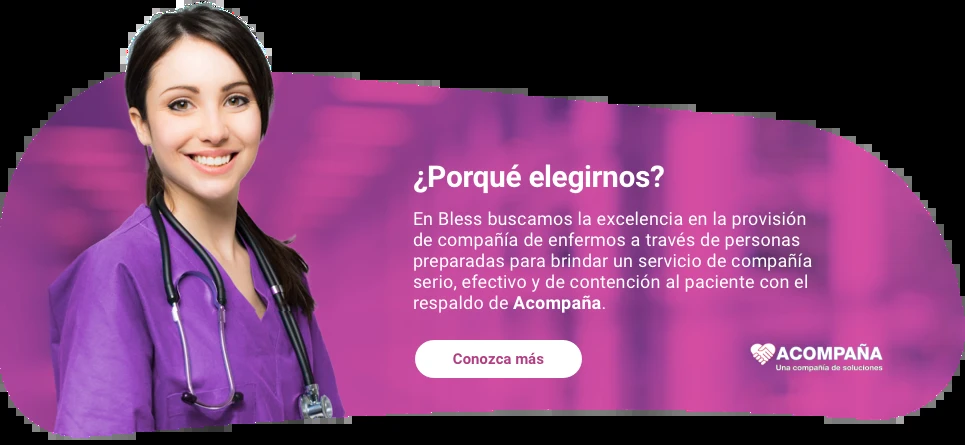 ¿Porqué elegirnos?
En Bless buscamos la excelencia en la provisión
de compañía de enfermos a través de personas
preparadas para brindar un servicio de compañía
serio, efectivo y de contención al paciente con el
respaldo de Acompaña.
Conozca más
ACOMPAÑA
Una compañía de soluciones